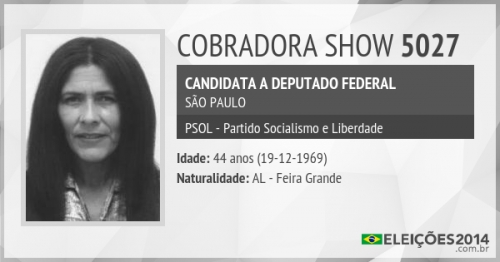 COBRADORA SHOW 5027
CANDIDATA A DEPUTADO FEDERAL
SÃO PAULO
PSOL - Partido Socialismo e Liberdade
Idade: 44 anos (19-12-1969)
Naturalidade: AL - Feira Grande
ELEIÇÕES2014
.com.br